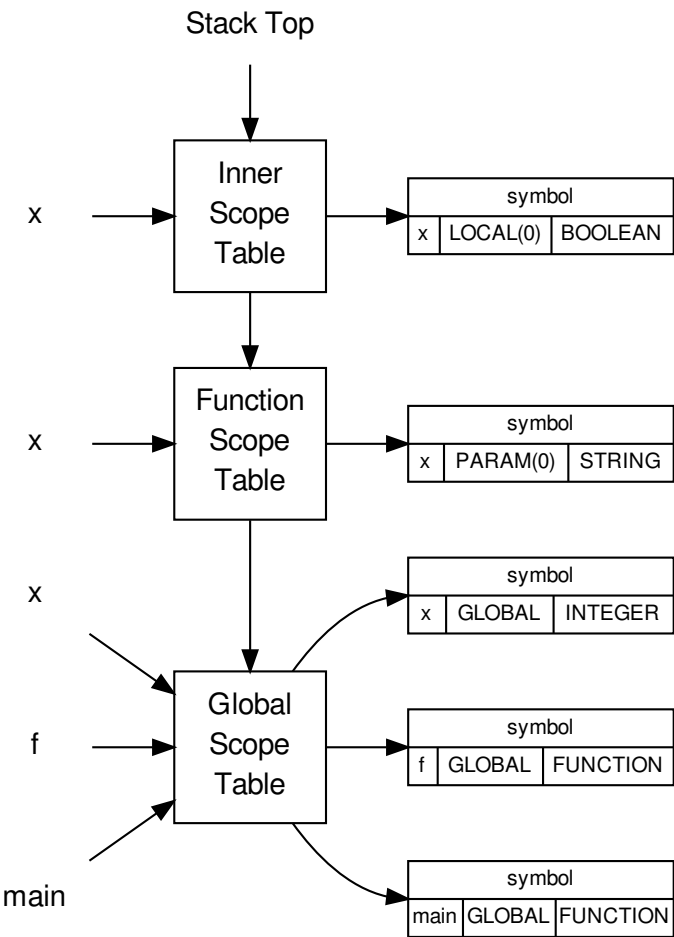 Stack Top
x
Inner
Scope
Table
symbol
x LOCAL(0) BOOLEAN
x
Function
Scope
Table
symbol
x PARAM(0) STRING
x
symbol
x GLOBAL INTEGER
f
Global
Scope
Table
symbol
f GLOBAL FUNCTION
main
symbol
main GLOBAL FUNCTION